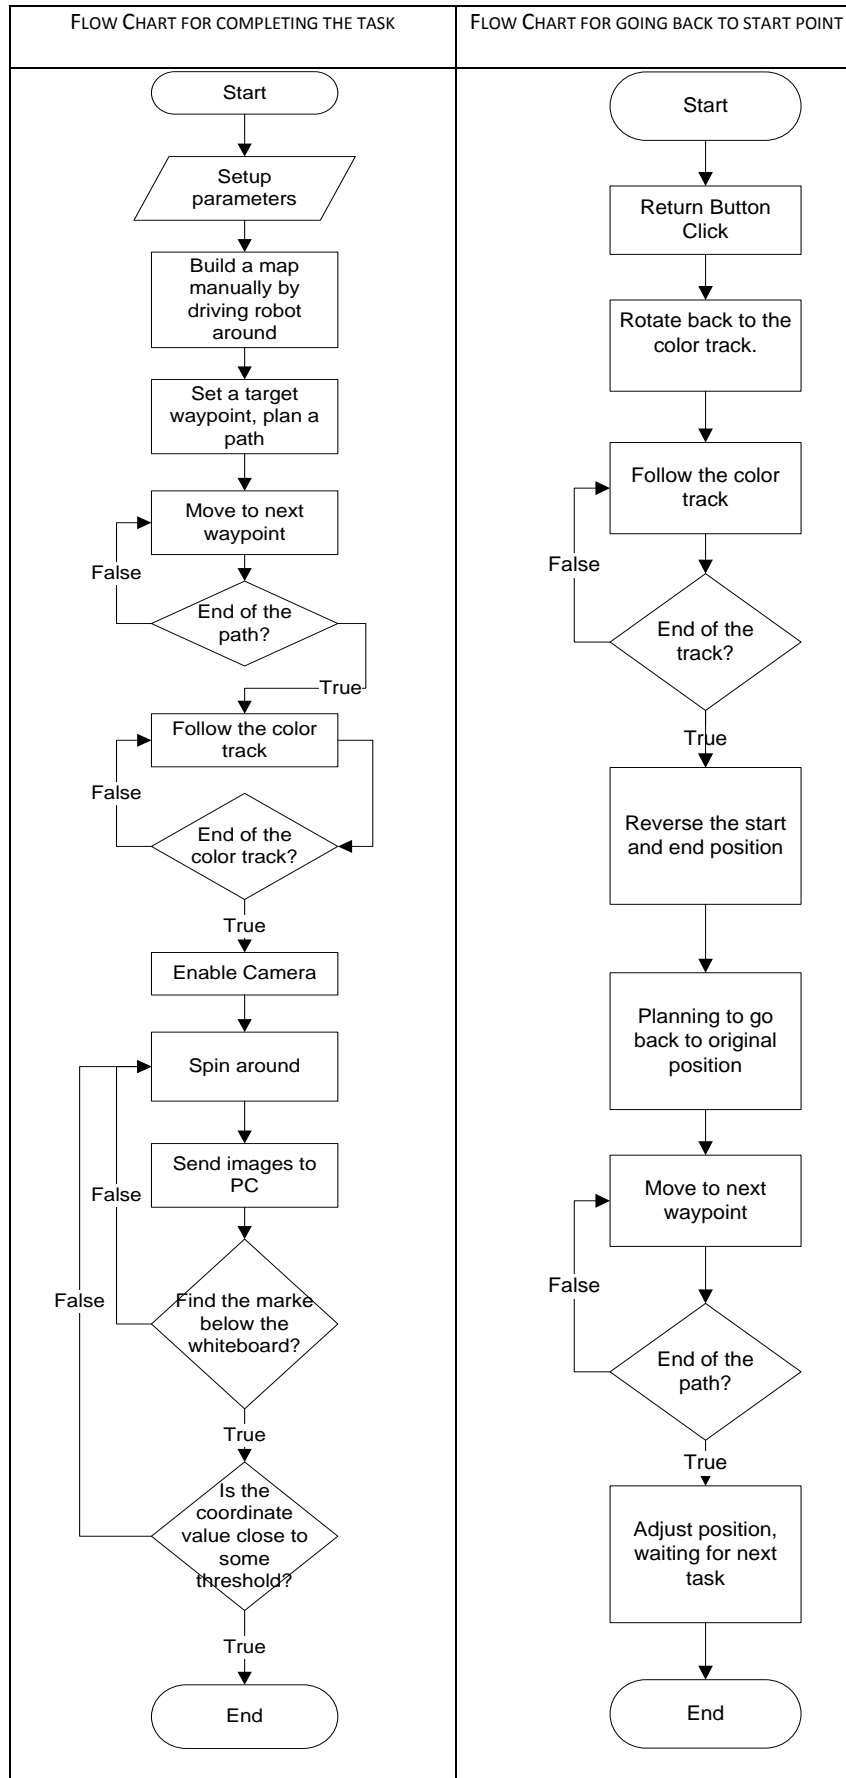 FLOW CHART FOR COMPLETING THE TASK
FLOW CHART FOR GOING BACK TO START POINT
Start
Setup
parameters
Build a map
manually by
driving robot
around
Set a target
waypoint, plan a
path
Move to next
waypoint
False
End of the
path?
True
Follow the color
track
False
End of the
color track?
True
Enable Camera
Spin around
Send images to
PC
False
False
Find the marke
below the
whiteboard?
True
Is the
coordinate
value close to
some
threshold?
True
End
Start
Return Button
Click
Rotate back to the
color track.
Follow the color
track
False
End of the
track?
True
Reverse the start
and end position
Planning to go
back to original
position
Move to next
waypoint
False
End of the
path?
True
Adjust position,
waiting for next
task
End